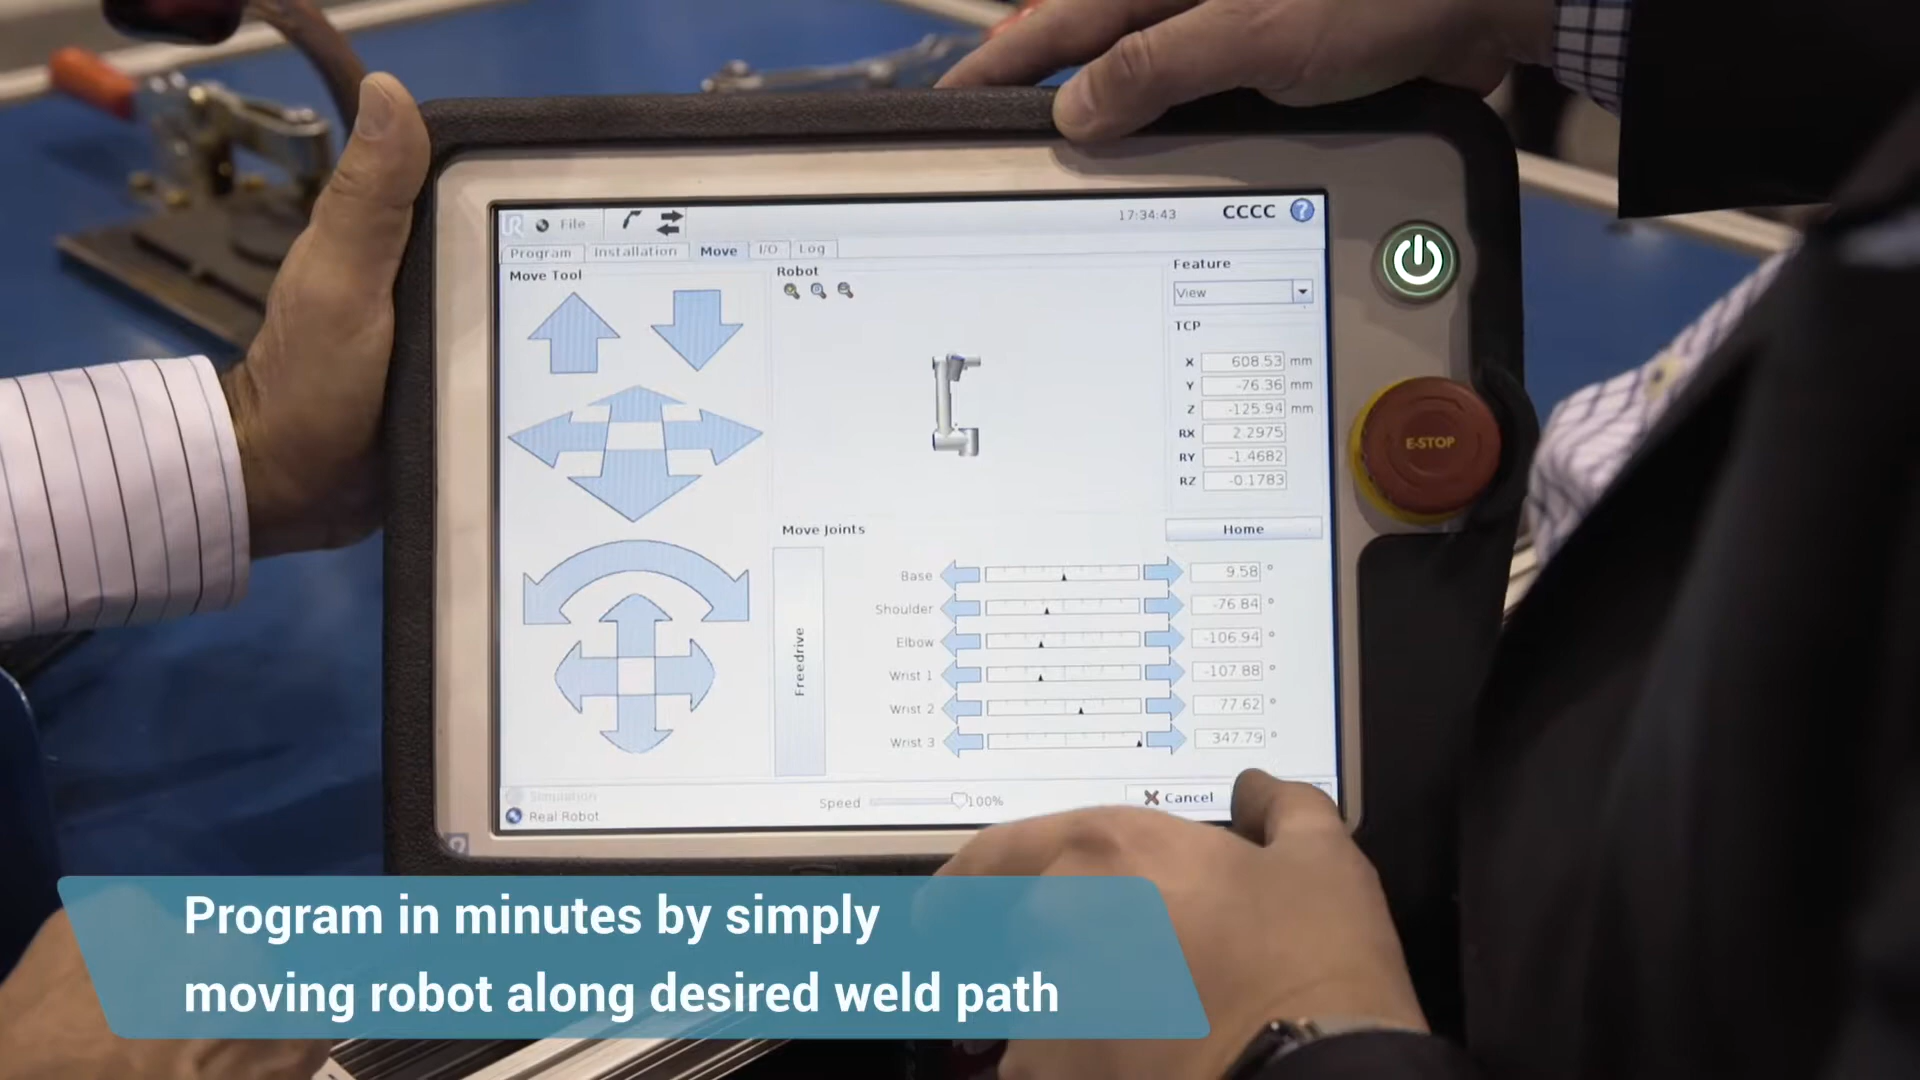 File
17:34:43
CCCC
?
Program
Installation
Move
I/O
Log
Move Tool
Robot
Feature
View
TCP
X 608.53 mm
Y -76.36 mm
Z -125.94 mm
RX 2.2975
RY -1.4682
RZ -0.1783
Move Joints
Home
Freedrive
Base 9.58 °
Shoulder -76.84 °
Elbow -106.94 °
Wrist 1 -107.88 °
Wrist 2 77.62 °
Wrist 3 347.79 °
Simulation
Real Robot
Speed 100%
Cancel
E-STOP
Program in minutes by simply
moving robot along desired weld path